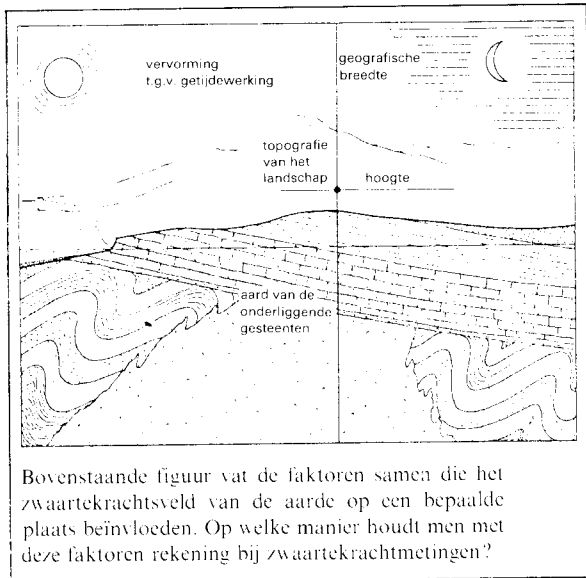 vervorming
t.g.v. getijdewerking
geografische
breedte
topografie
van het
landschap
hoogte
aard van de
onderliggende
gesteenten
Bovenstaande figuur vat de faktoren samen die het
zwaartekrachtsveld van de aarde op een bepaalde
plaats beïnvloeden. Op welke manier houdt men met
deze faktoren rekening bij zwaartekrachtmetingen?